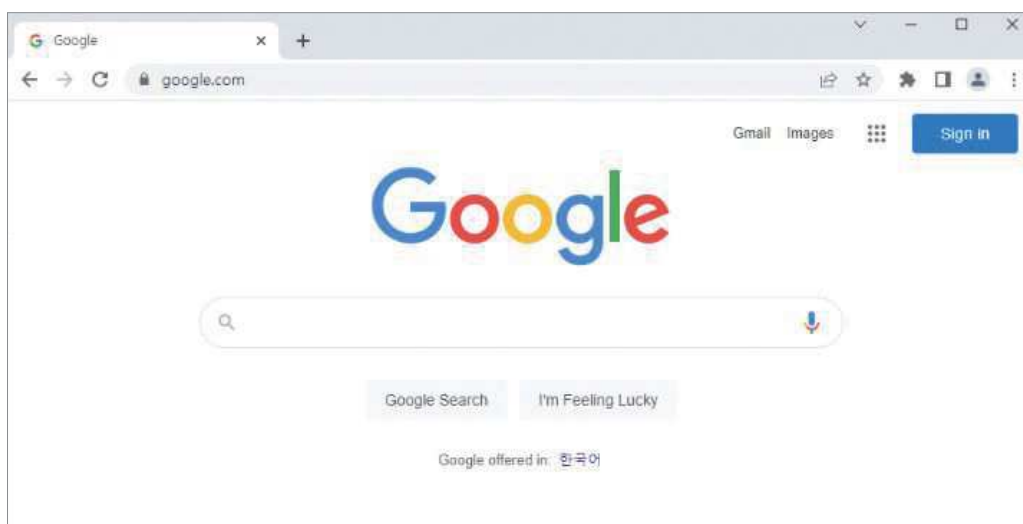 Google
google.com
Gmail Images
Sign in
Google
Google Search I'm Feeling Lucky
Google offered in: 한국어